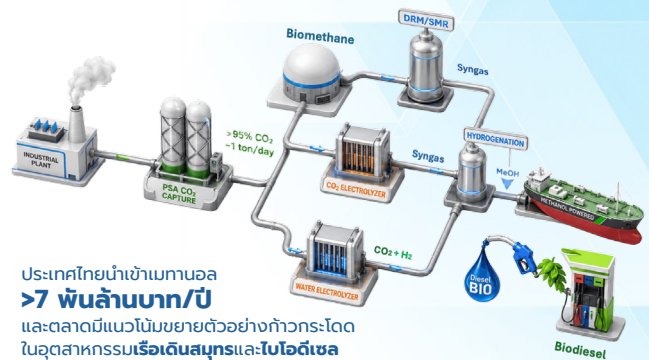 DRM/SMR
Biomethane
Syngas
>95% CO₂
~1 ton/day
HYDROGENATION
INDUSTRIAL
PLANT
Syngas
MeOH
PSA CO₂
CAPTURE
CO₂ ELECTROLYZER
METHANOL POWERED
CO₂ + H₂
WATER ELECTROLYZER
Diesel
BIO
Biodiesel
ประเทศไทยนำเข้าเมทานอล
>7 พันล้านบาท/ปี
และตลาดมีแนวโน้มขยายตัวอย่างก้าวกระโดด
ในอุตสาหกรรมเรือเดินสมุทรและไบโอดีเซล